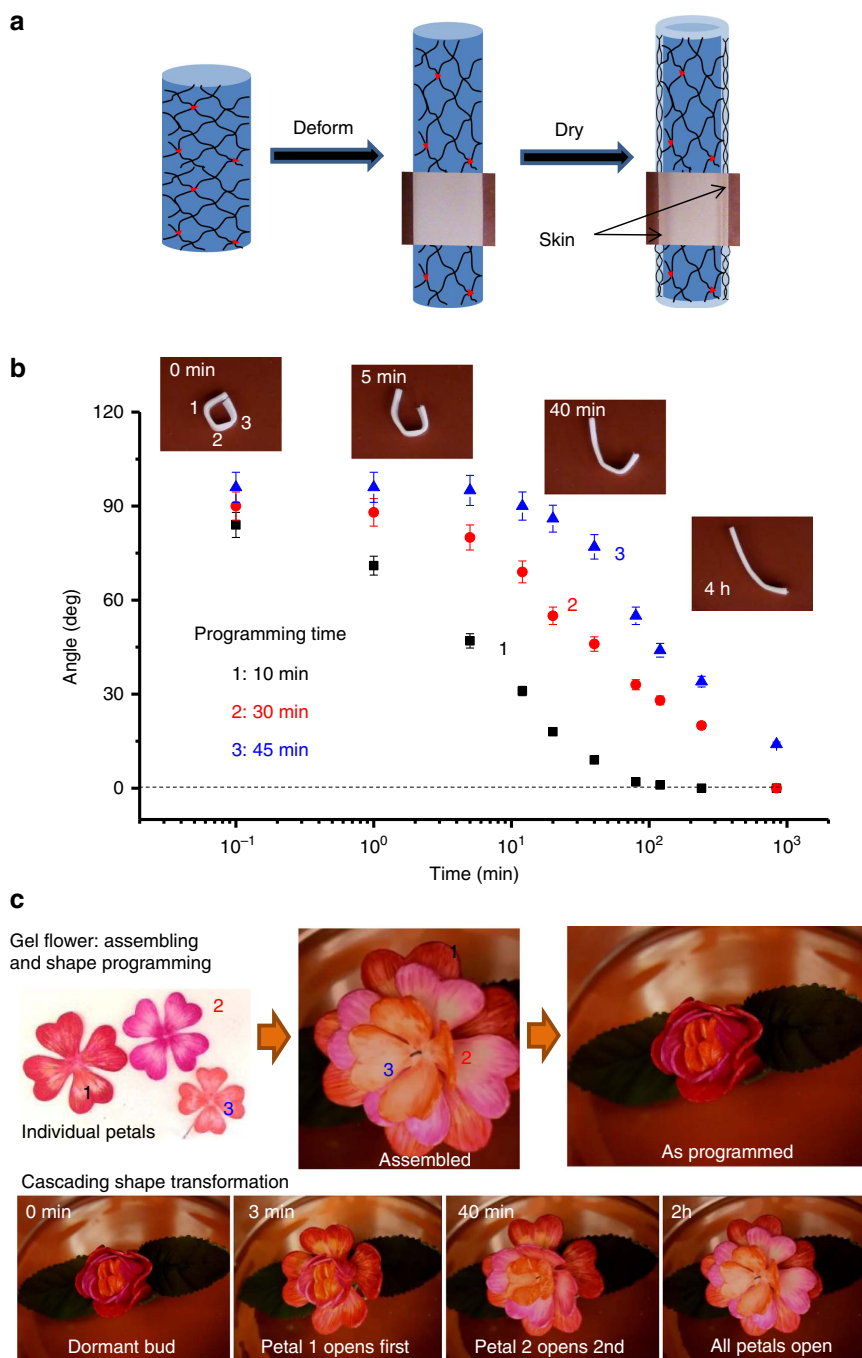 a
Deform
Dry
Skin
b
0 min
1
3
2
5 min
40 min
4 h
120
90
60
30
0
Angle (deg)
3
2
1
Programming time
1: 10 min
2: 30 min
3: 45 min
10⁻¹
10⁰
10¹
10²
10³
Time (min)
c
Gel flower: assembling
and shape programming
2
1
3
Individual petals
1
2
3
Assembled
As programmed
Cascading shape transformation
0 min
Dormant bud
3 min
Petal 1 opens first
40 min
Petal 2 opens 2nd
2h
All petals open